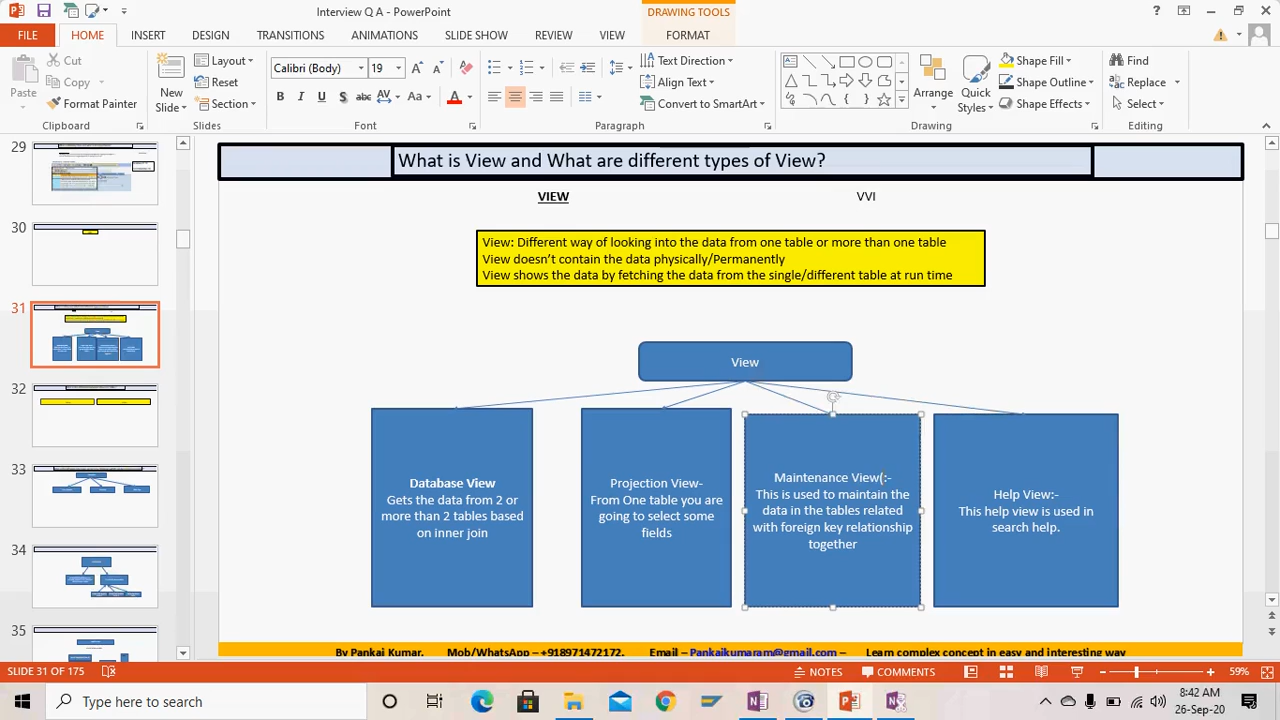 Interview Q A - PowerPoint
DRAWING TOOLS
FILE HOME INSERT DESIGN TRANSITIONS ANIMATIONS SLIDE SHOW REVIEW VIEW FORMAT
Paste
Cut
Copy
Format Painter
Clipboard
New
Slide
Layout
Reset
Section
Slides
Calibri (Body) 19
B I U S abc AV Aa A
Font
Text Direction
Align Text
Convert to SmartArt
Paragraph
Arrange
Quick
Styles
Shape Fill
Shape Outline
Shape Effects
Drawing
Find
Replace
Select
Editing
29
30
31
32
33
34
35
What is View and What are different types of View?
VIEW VVI
View: Different way of looking into the data from one table or more than one table
View doesn't contain the data physically/Permanently
View shows the data by fetching the data from the single/different table at run time
View
Database View
Gets the data from 2 or
more than 2 tables based
on inner join
Projection View-
From One table you are
going to select some
fields
Maintenance View(:-
This is used to maintain the
data in the tables related
with foreign key relationship
together
Help View:-
This help view is used in
search help.
By Pankaj Kumar. Mob/WhatsApp – +918971472172. Email – Pankajkumaram@gmail.com – Learn complex concept in easy and interesting way
SLIDE 31 OF 175
NOTES COMMENTS 59%
Type here to search
8:42 AM
26-Sep-20